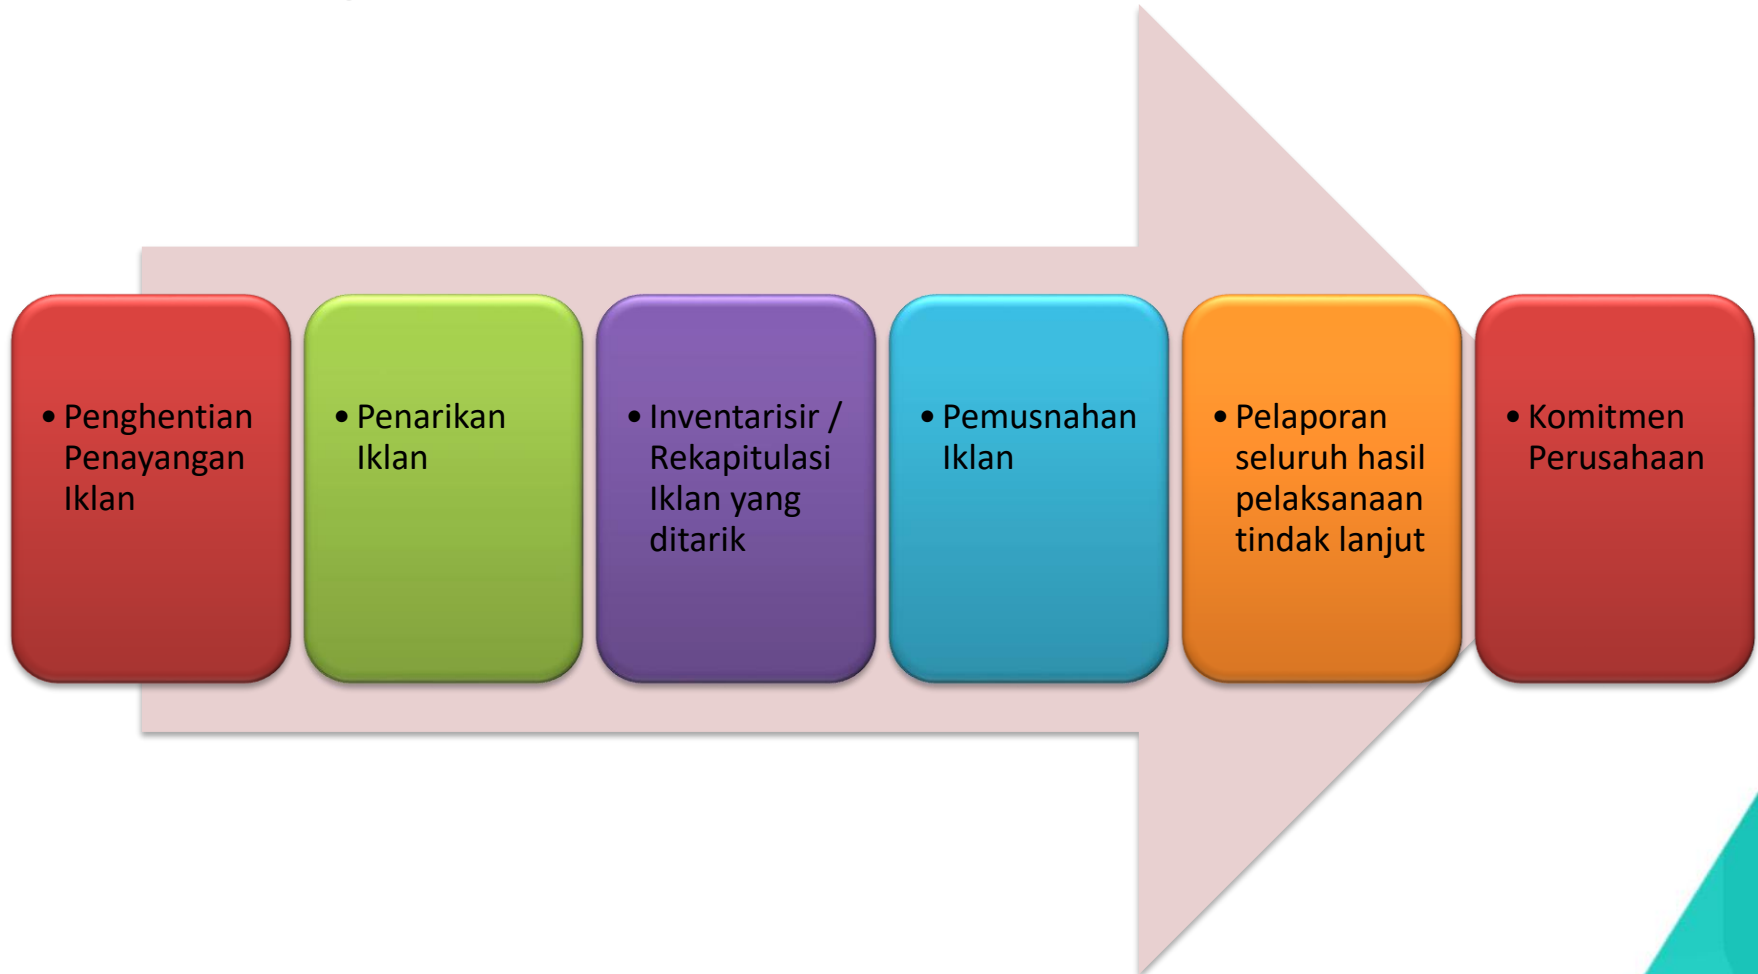 • Penghentian
Penayangan
Iklan
• Penarikan
Iklan
• Inventarisir /
Rekapitulasi
Iklan yang
ditarik
• Pemusnahan
Iklan
• Pelaporan
seluruh hasil
pelaksanaan
tindak lanjut
• Komitmen
Perusahaan